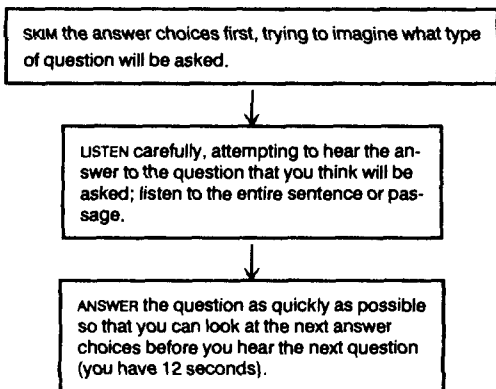 SKIM the answer choices first, trying to imagine what type
of question will be asked.
LISTEN carefully, attempting to hear the an-
swer to the question that you think will be
asked; listen to the entire sentence or pas-
sage.
ANSWER the question as quickly as possible
so that you can look at the next answer
choices before you hear the next question
(you have 12 seconds).